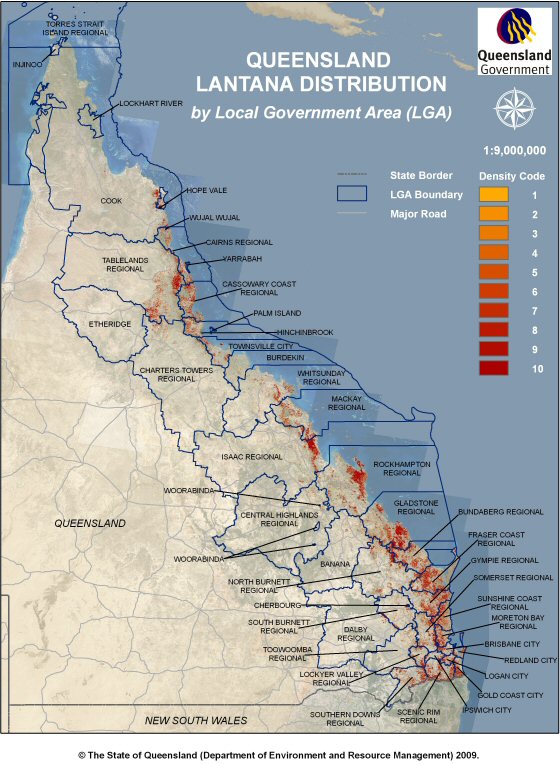 TORRES STRAIT
ISLAND REGIONAL
INJINOO
LOCKHART RIVER
QUEENSLAND
LANTANA DISTRIBUTION
by Local Government Area (LGA)
Queensland
Government
1:9,000,000
State Border
LGA Boundary
Major Road
Density Code
1
2
3
4
5
6
7
8
9
10
COOK
HOPE VALE
WUJAL WUJAL
CAIRNS REGIONAL
YARRABAH
TABLELANDS
REGIONAL
CASSOWARY COAST
REGIONAL
PALM ISLAND
ETHERIDGE
HINCHINBROOK
TOWNSVILLE CITY
BURDEKIN
CHARTERS TOWERS
REGIONAL
WHITSUNDAY
REGIONAL
MACKAY
REGIONAL
ISAAC REGIONAL
ROCKHAMPTON
REGIONAL
WOORABINDA
GLADSTONE
REGIONAL
CENTRAL HIGHLANDS
REGIONAL
BUNDABERG REGIONAL
QUEENSLAND
FRASER COAST
REGIONAL
WOORABINDA
BANANA
GYMPIE REGIONAL
NORTH BURNETT
REGIONAL
SOMERSET REGIONAL
CHERBOURG
SUNSHINE COAST
REGIONAL
SOUTH BURNETT
REGIONAL
DALBY
REGIONAL
MORETON BAY
REGIONAL
TOOWOOMBA
REGIONAL
BRISBANE CITY
REDLAND CITY
LOCKYER VALLEY
REGIONAL
LOGAN CITY
GOLD COAST CITY
IPSWICH CITY
SCENIC RIM
REGIONAL
SOUTHERN DOWNS
REGIONAL
NEW SOUTH WALES
© The State of Queensland (Department of Environment and Resource Management) 2009.